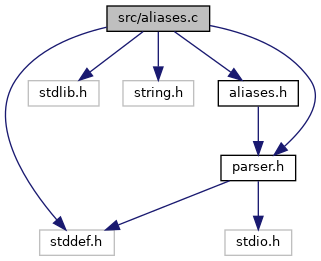 src/aliases.c
stdlib.h
string.h
aliases.h
parser.h
stddef.h
stdio.h